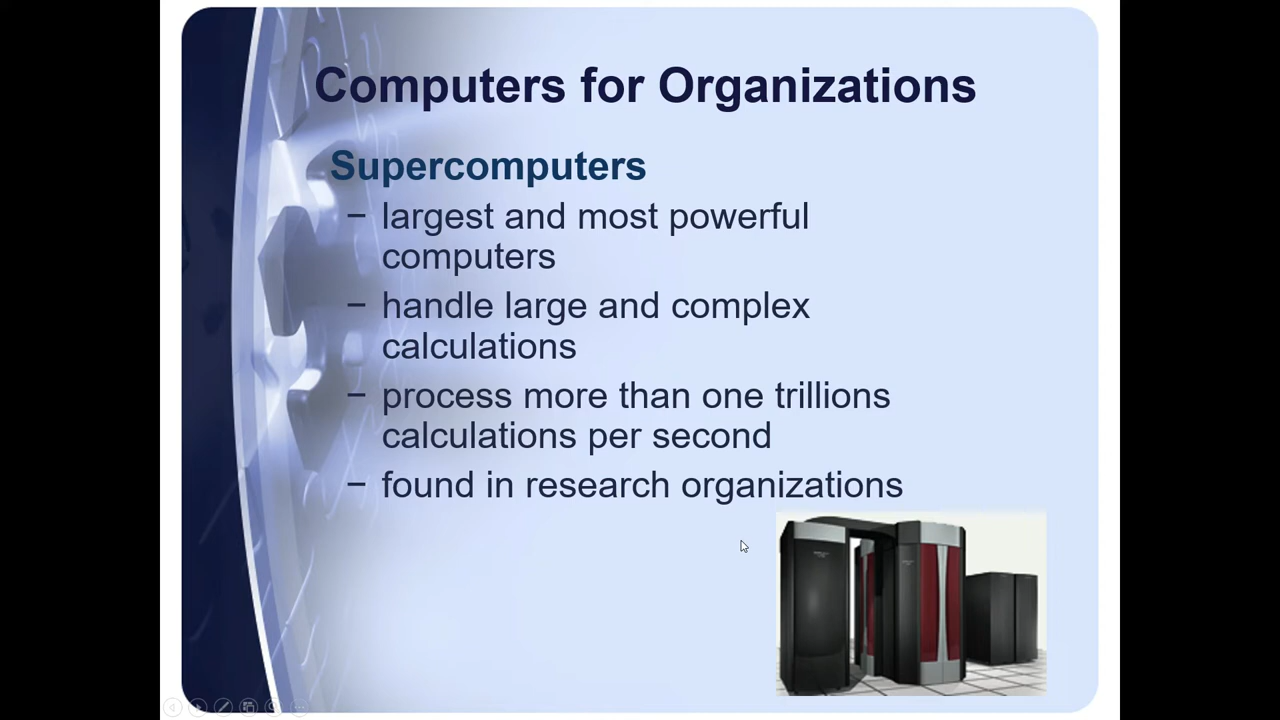 Computers for Organizations
Supercomputers
– largest and most powerful
computers
– handle large and complex
calculations
– process more than one trillions
calculations per second
– found in research organizations